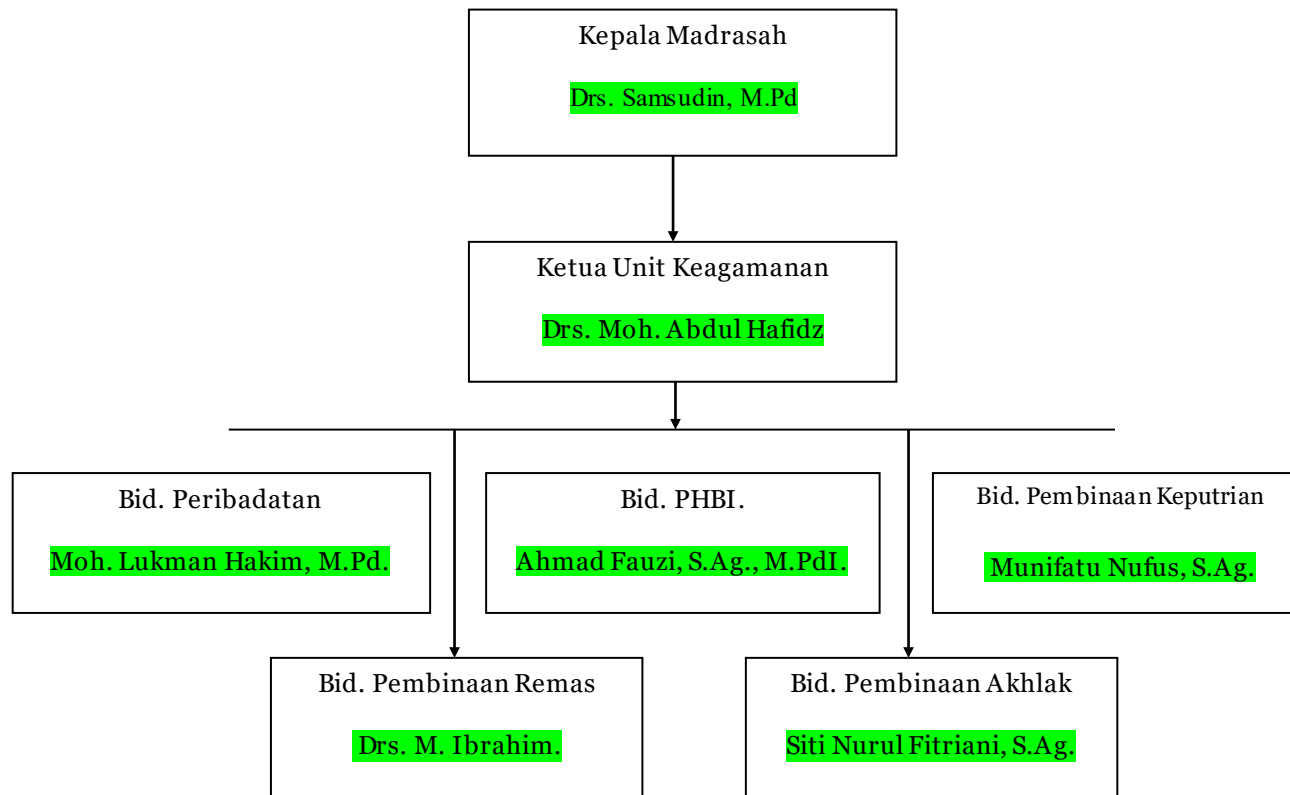 Kepala Madrasah
Drs. Samsudin, M.Pd
Ketua Unit Keagamanan
Drs. Moh. Abdul Hafidz
Bid. Peribadatan
Moh. Lukman Hakim, M.Pd.
Bid. PHBI.
Ahmad Fauzi, S.Ag., M.PdI.
Bid. Pembinaan Keputrian
Munifatu Nufus, S.Ag.
Bid. Pembinaan Remas
Drs. M. Ibrahim.
Bid. Pembinaan Akhlak
Siti Nurul Fitriani, S.Ag.